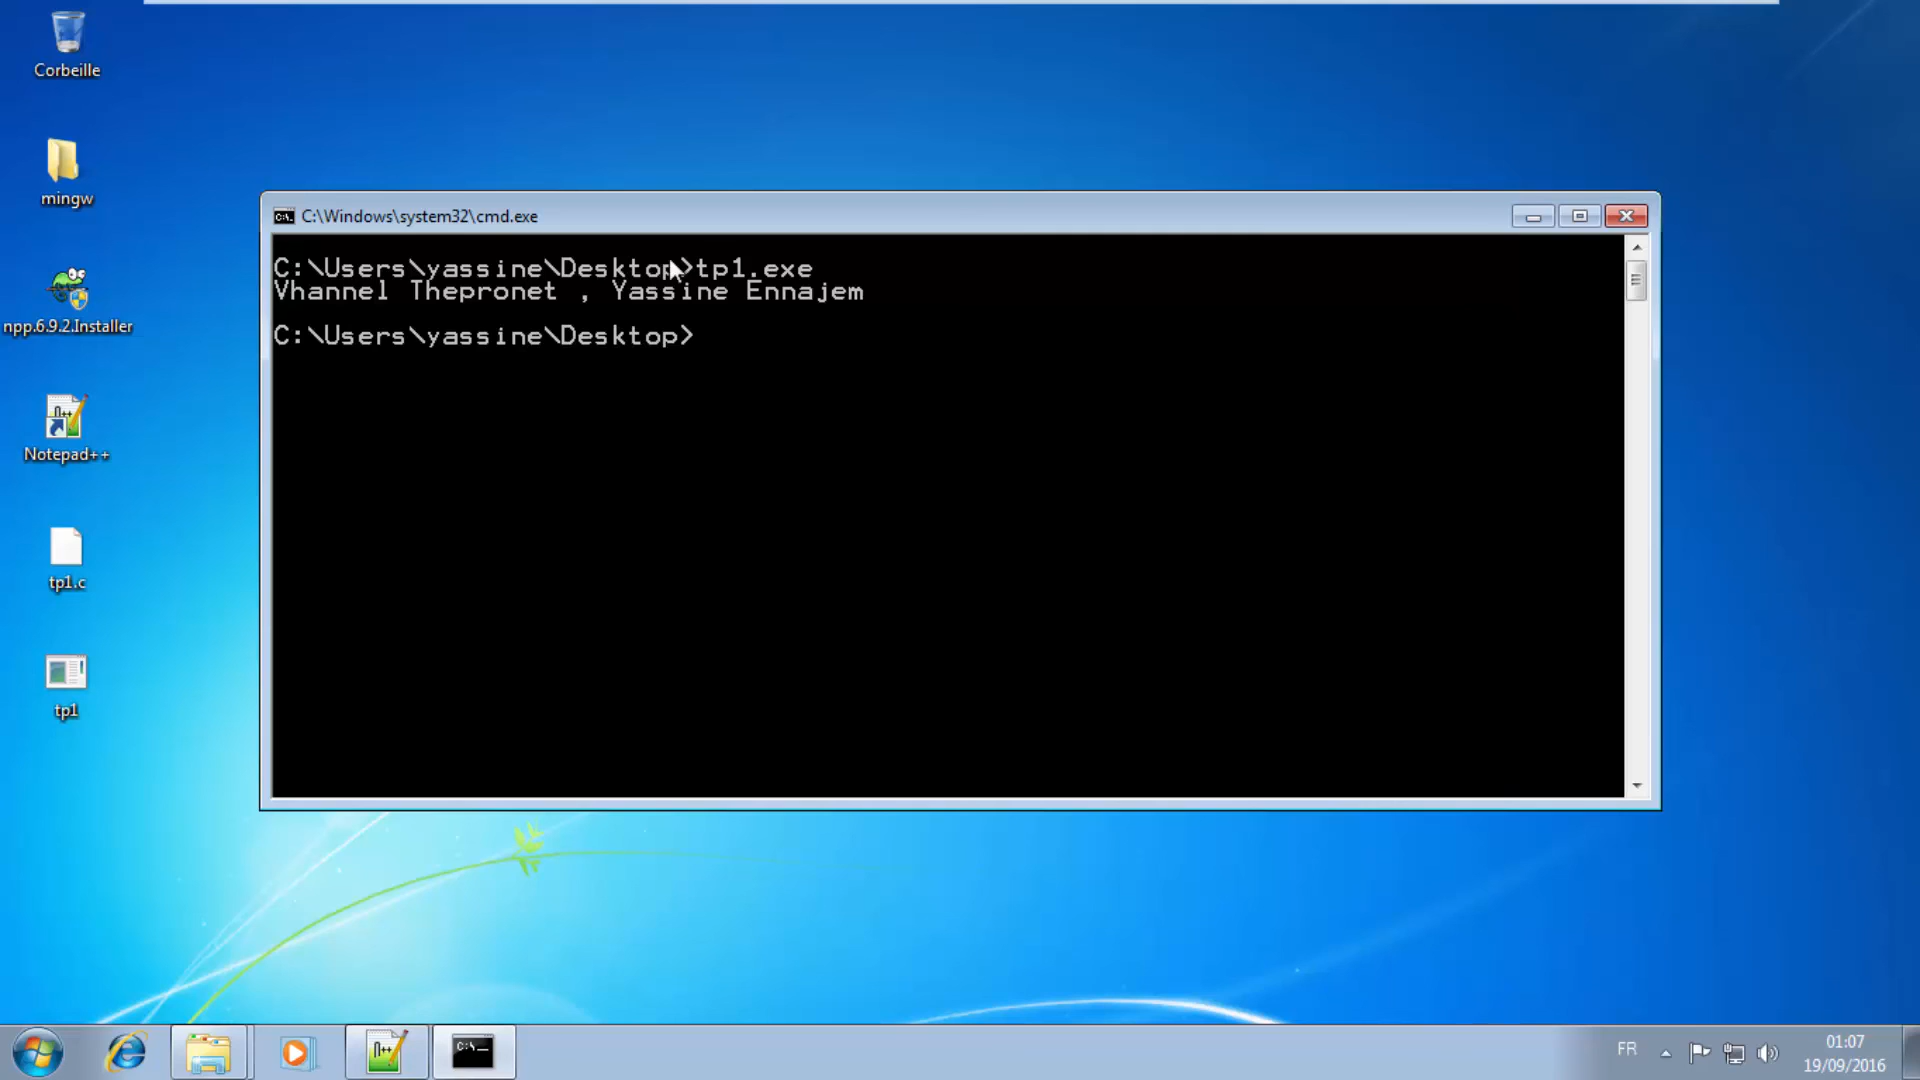 Corbeille
mingw
npp.6.9.2.Installer
Notepad++
tp1.c
tp1
C:\Windows\system32\cmd.exe
C:\Users\yassine\Desktop>tp1.exe
Vhannel Thepronet , Yassine Ennajem
C:\Users\yassine\Desktop>
FR
01:07
19/09/2016